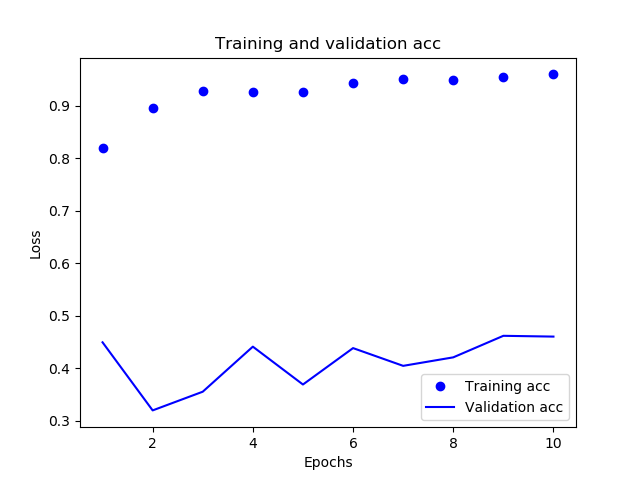 Training and validation acc
Loss
0.9
0.8
0.7
0.6
0.5
0.4
0.3
Training acc
Validation acc
2
4
6
8
10
Epochs